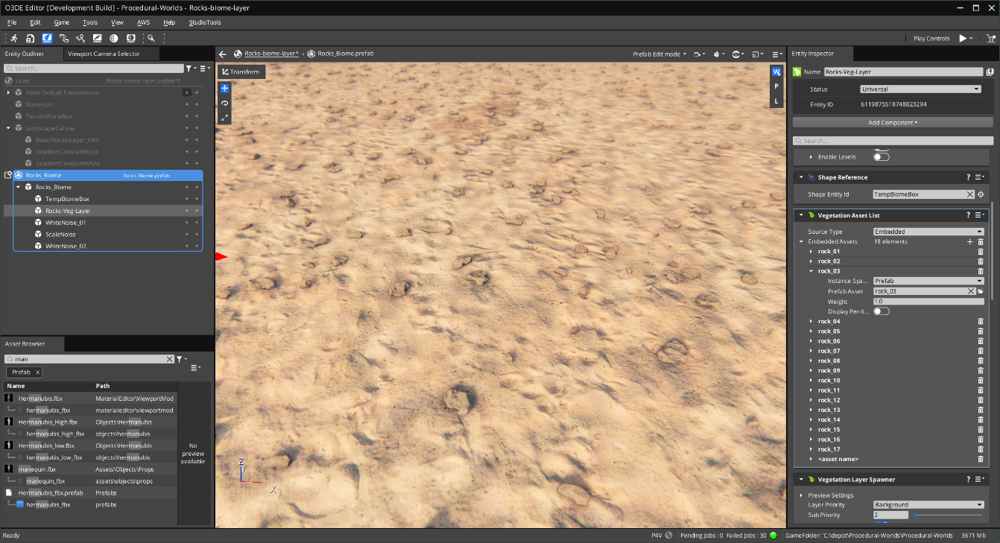 O3DE Editor [Development Build] - Procedural-Worlds - Rocks-biome-layer
File Edit Game Tools View AWS Help StudioTools
Play Controls
Entity Outliner Viewport Camera Selector
Search...
Level (Rocks-biome-layer.prefab*)
Atom Default Environment
Manequin
TerrainWorldBox
LandscapeCanvas
BaseTerrainLayer_64m
GradientConstantBlack
GradientConstantWhite
Rocks_Biome Rocks_Biome.prefab
Rocks_Biome
TempBiomeBox
Rocks-Veg-Layer
WhiteNoise_01
ScaleNoise
WhiteNoise_02
Asset Browser
man
Prefab X
Name Path
Hermanubis.fbx MaterialEditor\ViewportMod
hermanubis_fbx materialeditor\viewportmod
Hermanubis_High.fbx Objects\Hermanubis
hermanubis_high_fbx objects\hermanubis
Hermanubis_low.fbx Objects\Hermanubis
hermanubis_low_fbx objects\hermanubis
manequin.fbx Assets\Objects\Props
manequin_fbx assets\objects\props
Hermanubis_fbx.prefab Prefabs
hermanubis_fbx prefabs
No
preview
available
Rocks-biome-layer* › Rocks_Biome.prefab Prefab Edit mode
Transform
W
P
L
Z
Y
X
Entity Inspector
Name Rocks-Veg-Layer
Status Universal
Entity ID 6119875518748823294
Add Component
Search...
Enable Levels
Shape Reference ?
Shape Entity Id TempBiomeBox
Vegetation Asset List ?
Source Type Embedded
Embedded Assets 18 elements
rock_01
rock_02
rock_03
Instance Spa... Prefab
Prefab Asset rock_03
Weight 1.0
Display Per-It...
rock_04
rock_05
rock_06
rock_07
rock_08
rock_09
rock_10
rock_11
rock_12
rock_13
rock_14
rock_15
rock_16
rock_17
<asset name>
Vegetation Layer Spawner ?
Preview Settings
Layer Priority Background
Sub Priority 2
Ready P4V Pending Jobs : 0 Failed Jobs : 30 GameFolder: 'C:\depot\Procedural-Worlds\Procedural-Worlds' 3671 Mb